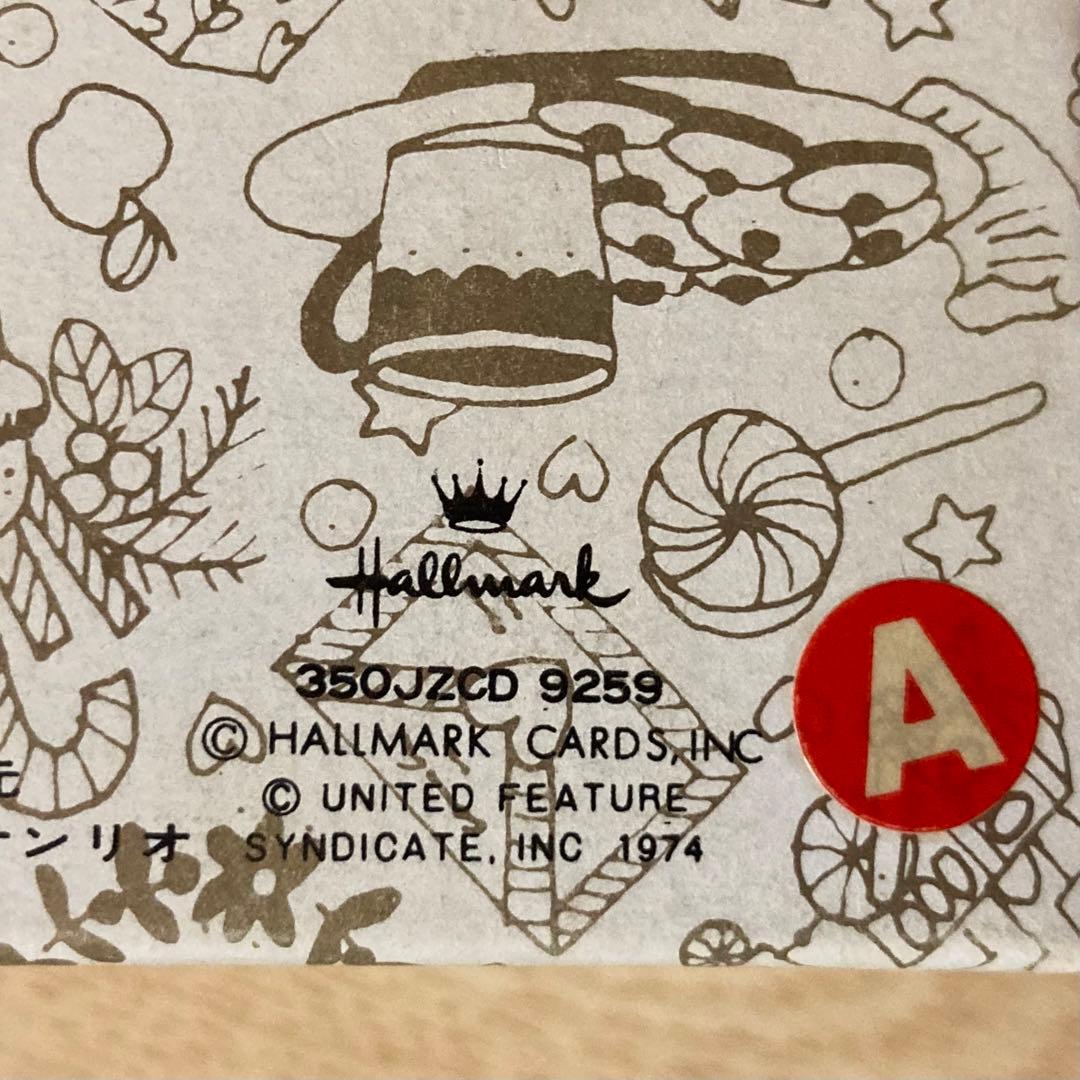 Hallmark
350JZCD 9259
© HALLMARK CARDS, INC
© UNITED FEATURE
ンリオ SYNDICATE, INC 1974
A